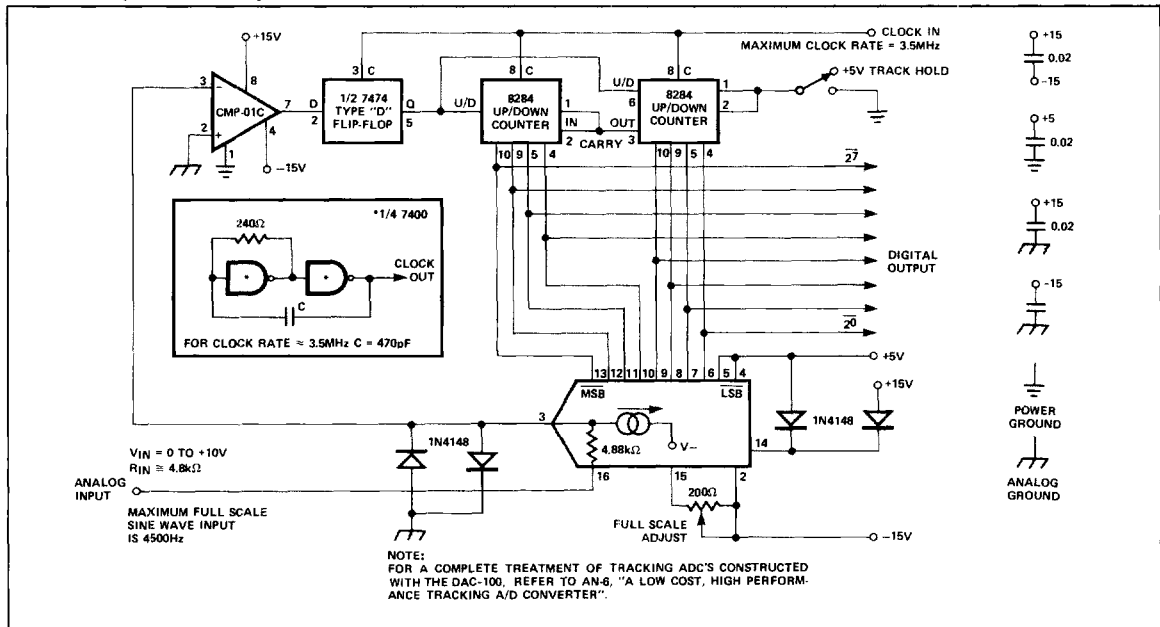 +15V
3
8
7
CMP-01C
2
4
1
-15V
3 C
1/2 7474
TYPE "D"
FLIP-FLOP
D
2
Q
5
8 C
U/D
8284
UP/DOWN
COUNTER
1
IN
2
10 9 5 4
CARRY
U/D
6
OUT
3
8 C
8284
UP/DOWN
COUNTER
1
2
10 9 5 4
CLOCK IN
MAXIMUM CLOCK RATE = 3.5MHz
+5V TRACK HOLD
27
DIGITAL
OUTPUT
20
*1/4 7400
240Ω
*
*
CLOCK
OUT
C
FOR CLOCK RATE ≈ 3.5MHz C = 470pF
+5V
13 12 11 10 9 8 7 6 5 4
MSB
LSB
3
4.88kΩ
V-
14
16
15
2
1N4148
+15V
1N4148
VIN = 0 TO +10V
RIN ≅ 4.8kΩ
ANALOG
INPUT
MAXIMUM FULL SCALE
SINE WAVE INPUT
IS 4500Hz
200Ω
FULL SCALE
ADJUST
-15V
NOTE:
FOR A COMPLETE TREATMENT OF TRACKING ADC'S CONSTRUCTED
WITH THE DAC-100, REFER TO AN-6, "A LOW COST, HIGH PERFORM-
ANCE TRACKING A/D CONVERTER".
+15
0.02
-15
+5
0.02
+15
0.02
-15
POWER
GROUND
ANALOG
GROUND